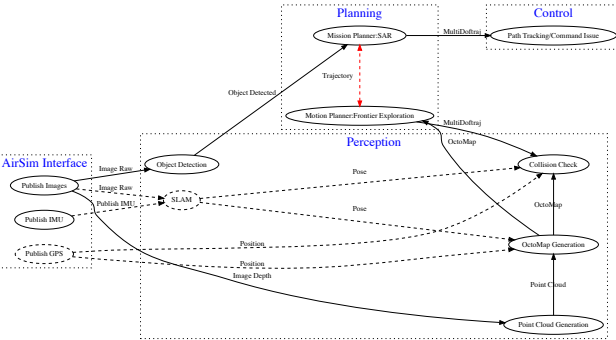 Planning
Control
Mission Planner:SAR
MultiDoftraj
Path Tracking/Command Issue
Trajectory
Object Detected
Motion Planner:Frontier Exploration
MultiDoftraj
Perception
OctoMap
AirSim Interface
Image Raw
Object Detection
Collision Check
Publish Images
Image Raw
Pose
SLAM
Publish IMU
OctoMap
Publish IMU
Pose
Position
OctoMap Generation
Publish GPS
Position
Image Depth
Point Cloud
Point Cloud Generation